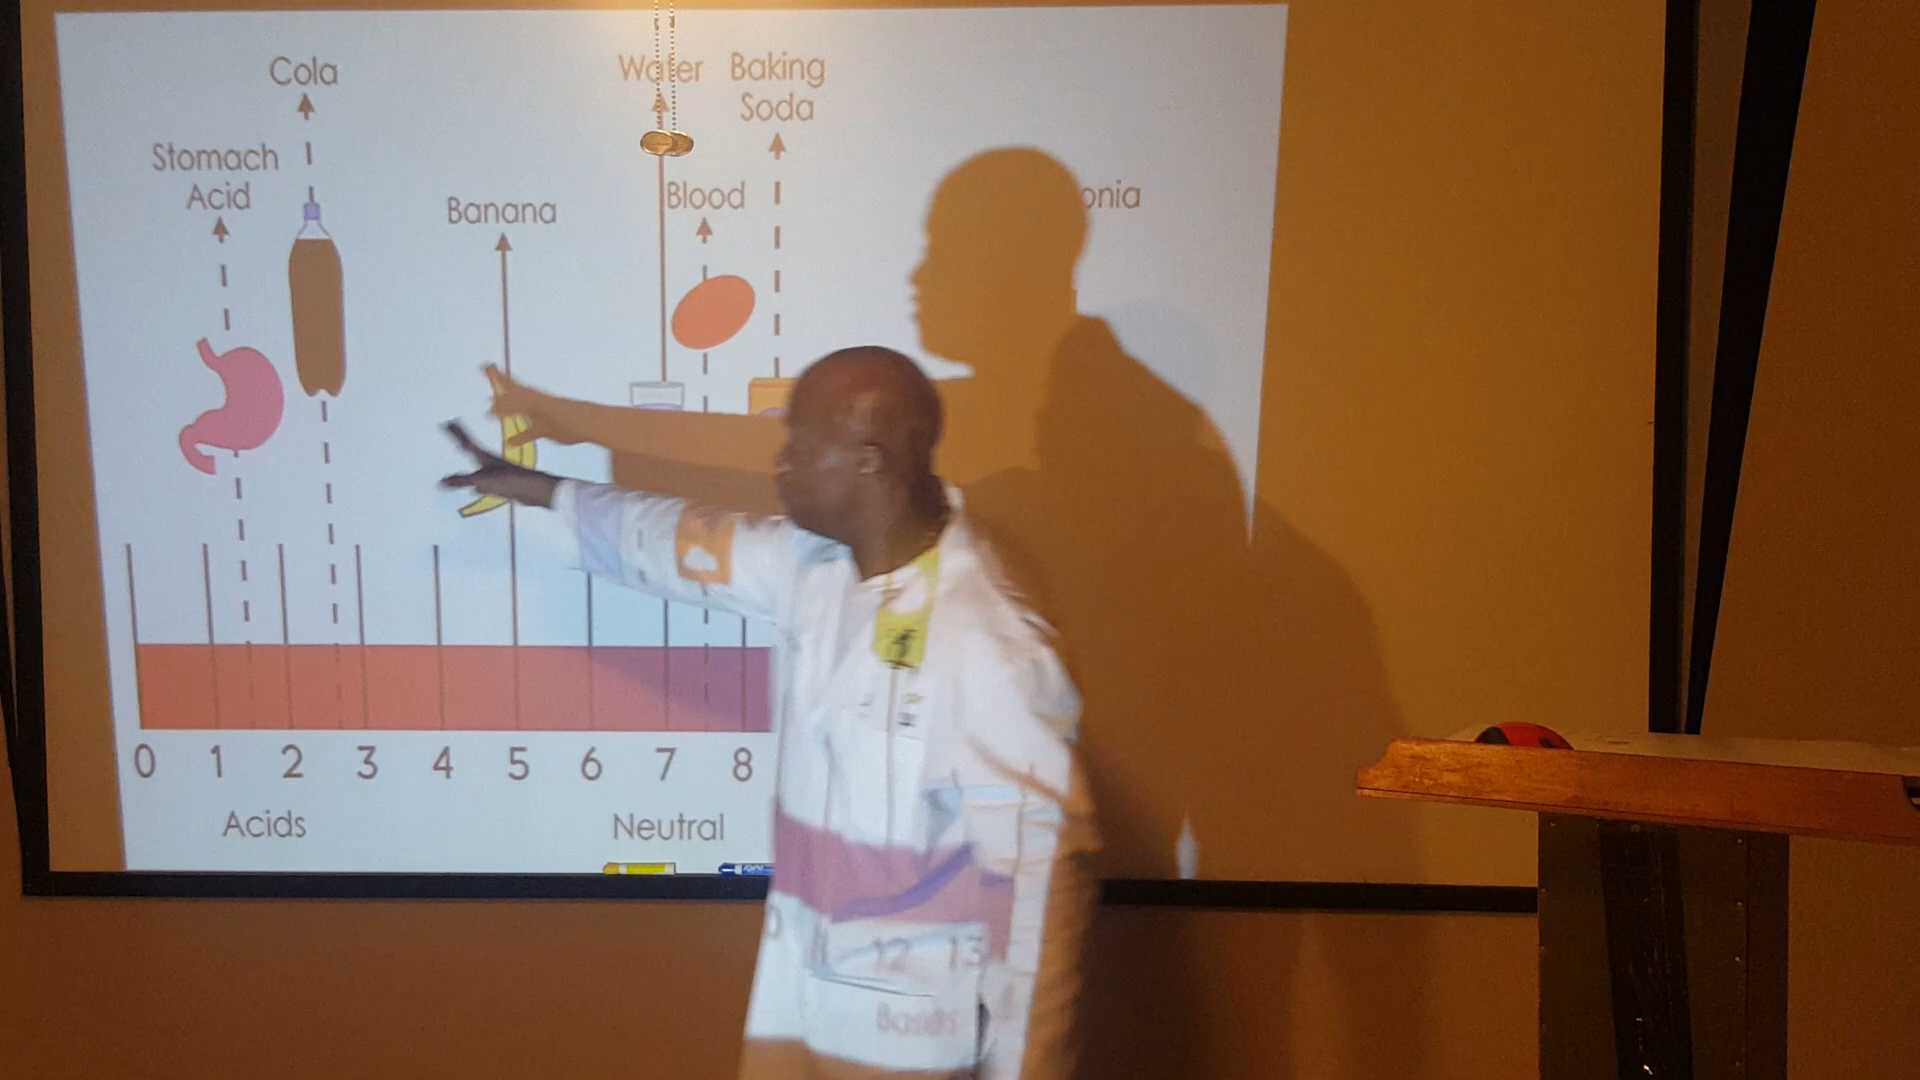 Cola
Water
Baking
Soda
Stomach
Acid
Banana
Blood
onia
0 1 2 3 4 5 6 7 8
Acids
Neutral
12 13
Bases